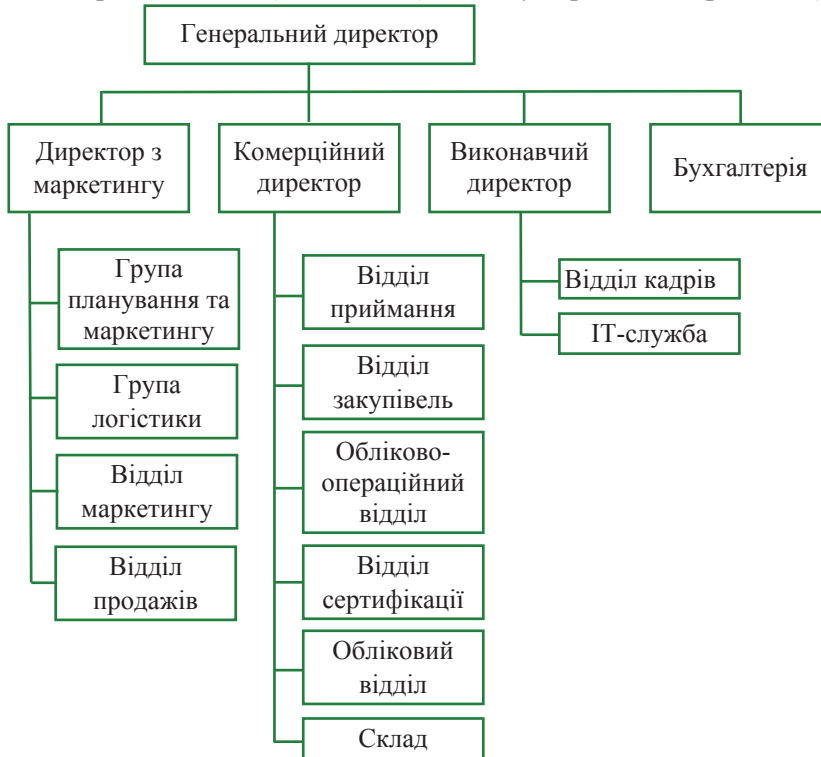 Генеральний директор
Директор з
маркетингу
Комерційний
директор
Виконавчий
директор
Бухгалтерія
Група
планування та
маркетингу
Група
логістики
Відділ
маркетингу
Відділ
продажів
Відділ
приймання
Відділ
закупівель
Обліково-
операційний
відділ
Відділ
сертифікації
Обліковий
відділ
Склад
Відділ кадрів
ІТ-служба